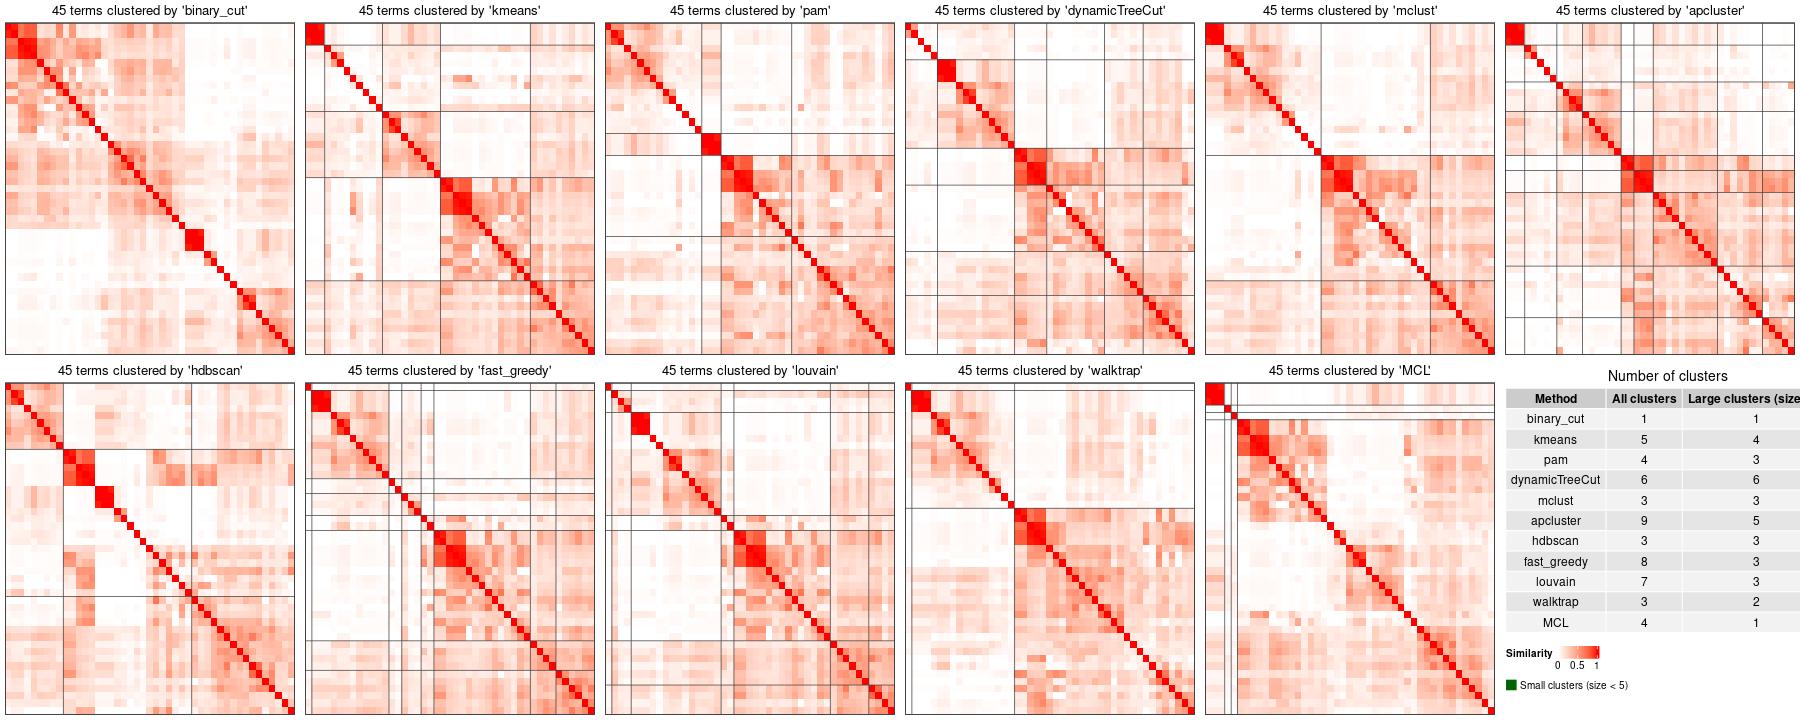 45 terms clustered by 'binary_cut'
45 terms clustered by 'kmeans'
45 terms clustered by 'pam'
45 terms clustered by 'dynamicTreeCut'
45 terms clustered by 'mclust'
45 terms clustered by 'apcluster'
45 terms clustered by 'hdbscan'
45 terms clustered by 'fast_greedy'
45 terms clustered by 'louvain'
45 terms clustered by 'walktrap'
45 terms clustered by 'MCL'
Number of clusters
Method All clusters Large clusters (size
binary_cut 1 1
kmeans 5 4
pam 4 3
dynamicTreeCut 6 6
mclust 3 3
apcluster 9 5
hdbscan 3 3
fast_greedy 8 3
louvain 7 3
walktrap 3 2
MCL 4 1
Similarity
0 0.5 1
Small clusters (size < 5)